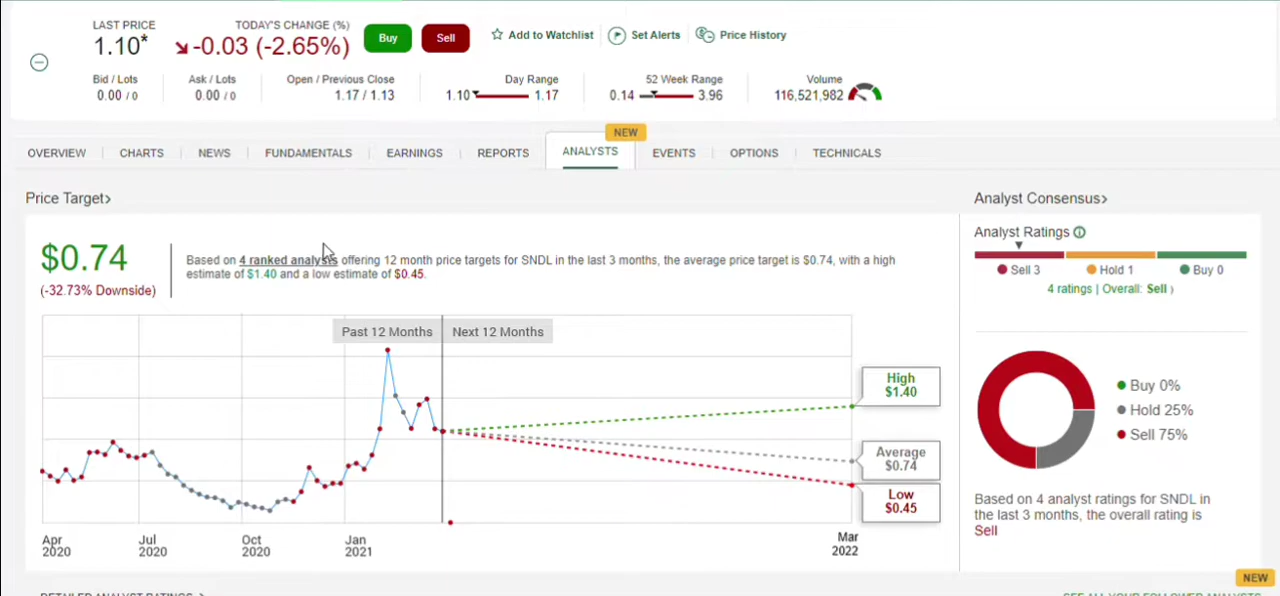 LAST PRICE
1.10*
TODAY'S CHANGE (%)
-0.03 (-2.65%)
Buy
Sell
Add to Watchlist
Set Alerts
Price History
Bid / Lots
0.00 / 0
Ask / Lots
0.00 / 0
Open / Previous Close
1.17 / 1.13
Day Range
1.10 1.17
52 Week Range
0.14 3.96
Volume
116,521,982
NEW
OVERVIEW CHARTS NEWS FUNDAMENTALS EARNINGS REPORTS ANALYSTS EVENTS OPTIONS TECHNICALS
Price Target>
$0.74
(-32.73% Downside)
Based on 4 ranked analysts offering 12 month price targets for SNDL in the last 3 months, the average price target is $0.74, with a high
estimate of $1.40 and a low estimate of $0.45.
Past 12 Months
Next 12 Months
High
$1.40
Average
$0.74
Low
$0.45
Apr
2020
Jul
2020
Oct
2020
Jan
2021
Mar
2022
Analyst Consensus>
Analyst Ratings
Sell 3 Hold 1 Buy 0
4 ratings | Overall: Sell )
Buy 0%
Hold 25%
Sell 75%
Based on 4 analyst ratings for SNDL in
the last 3 months, the overall rating is
Sell
NEW
DETAILED ANALYST RATINGS >
SEE ALL YOUR FOLLOWER ANALYSTS